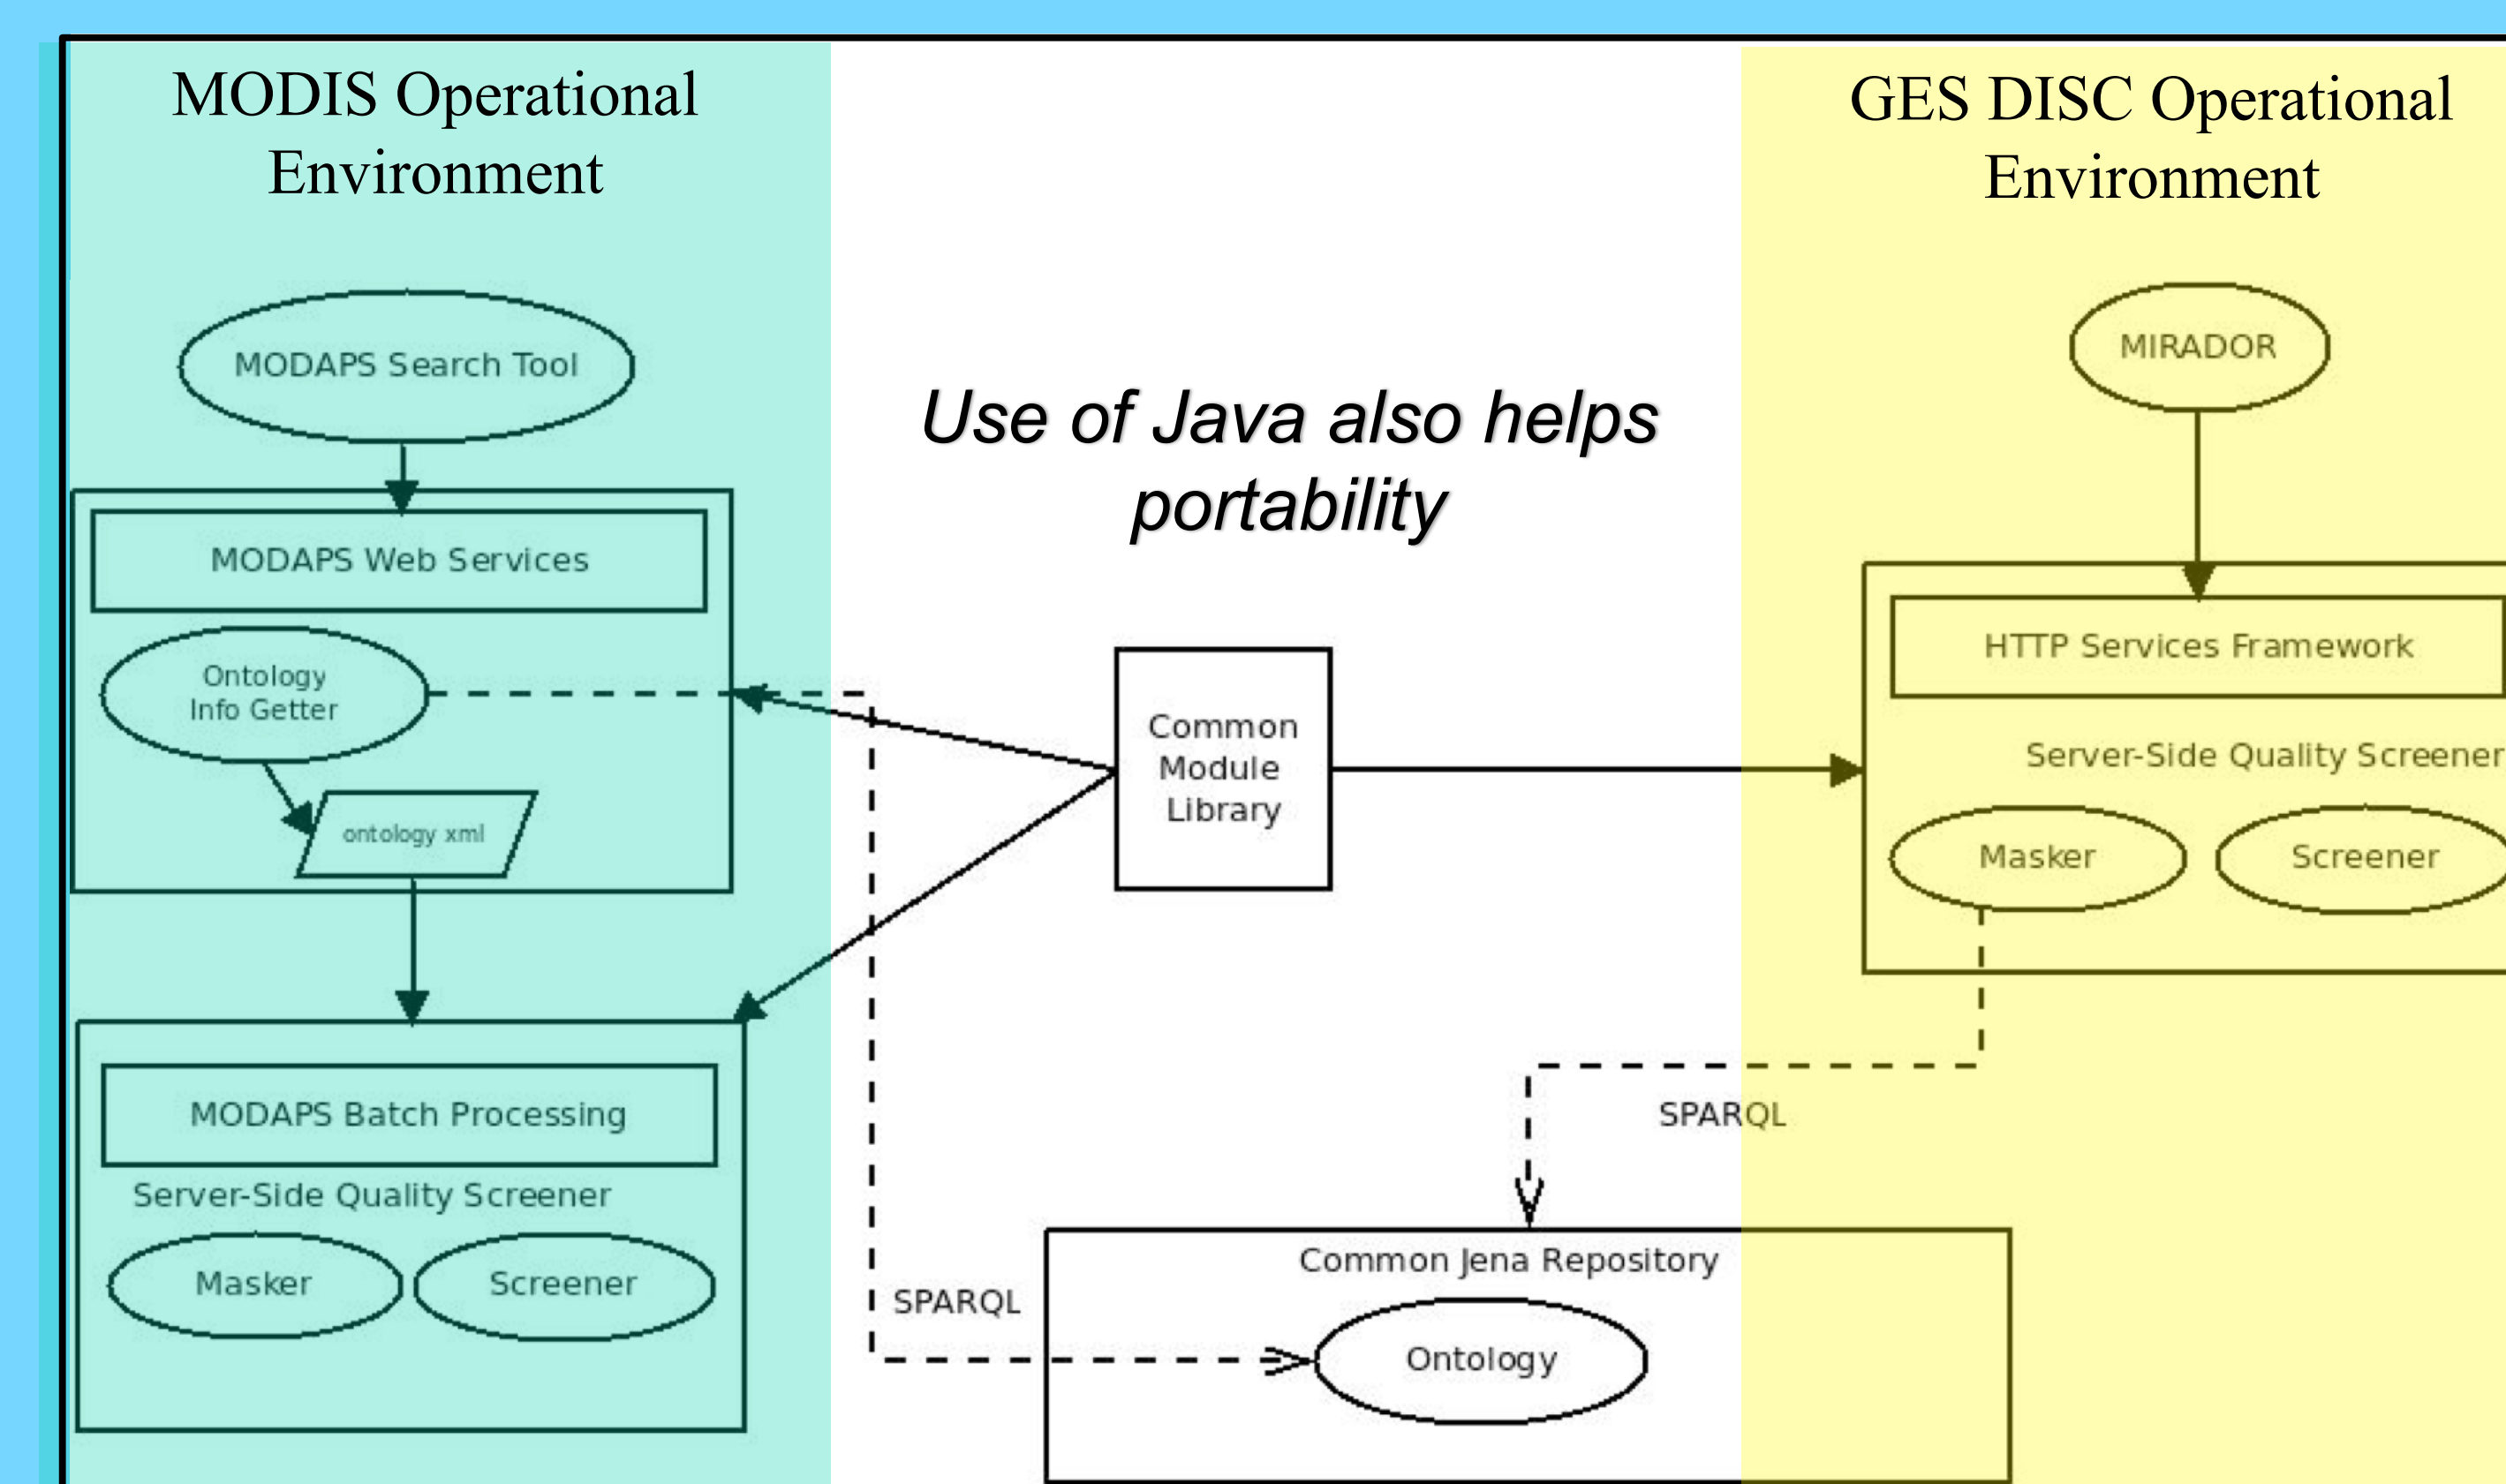 MODIS Operational
Environment
MODAPS Search Tool
MODAPS Web Services
Ontology
Info Getter
ontology xml
MODAPS Batch Processing
Server-Side Quality Screener
Masker
Screener
Use of Java also helps
portability
Common
Module
Library
SPARQL
SPARQL
Common Jena Repository
Ontology
GES DISC Operational
Environment
MIRADOR
HTTP Services Framework
Server-Side Quality Screener
Masker
Screener